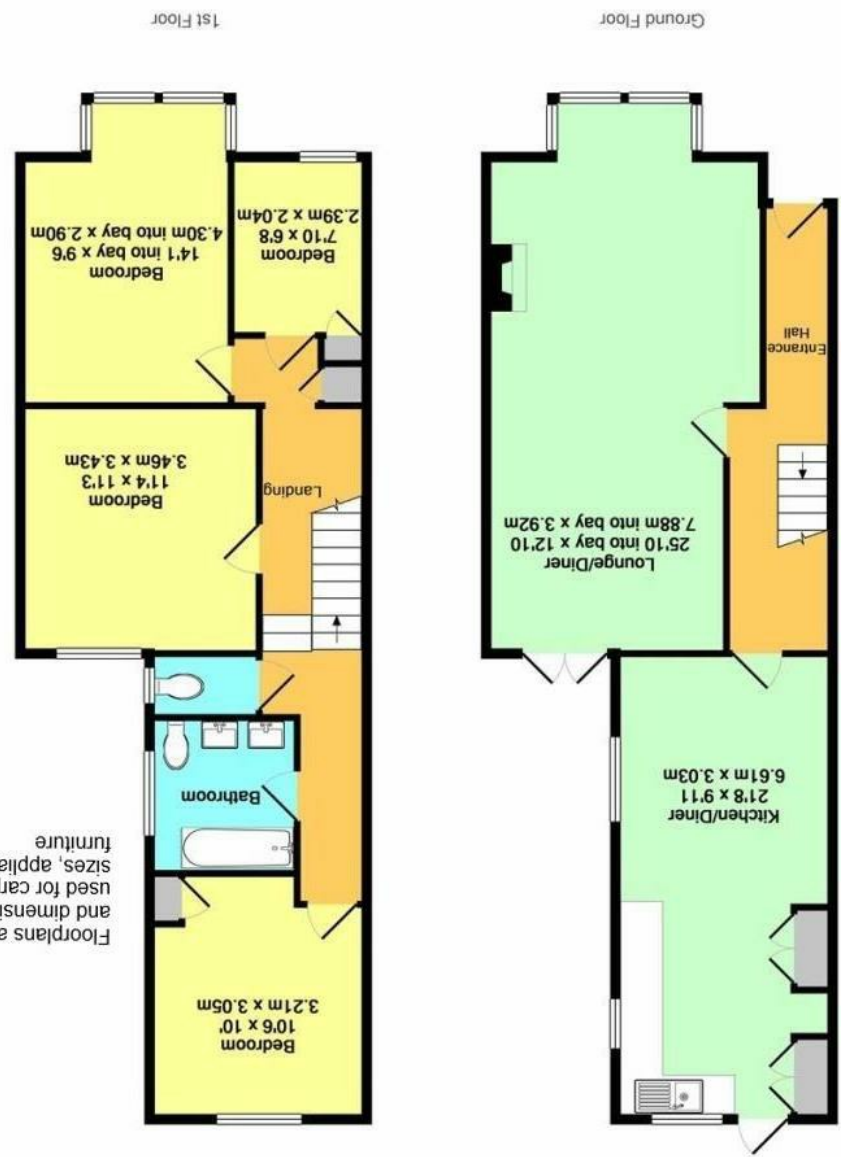 Kitchen/Diner
21'8 x 9'11
6.61m x 3.03m
Lounge/Diner
25'10 into bay x 12'10
7.88m into bay x 3.92m
Entrance
Hall
Ground Floor
Bedroom
10'6 x 10'
3.21m x 3.05m
Bathroom
Landing
Bedroom
11'4 x 11'3
3.46m x 3.43m
Bedroom
7'10 x 6'8
2.39m x 2.04m
Bedroom
14'1 into bay x 9'6
4.30m into bay x 2.90m
1st Floor
Floorplans a
and dimensi
used for carp
sizes, applia
furniture